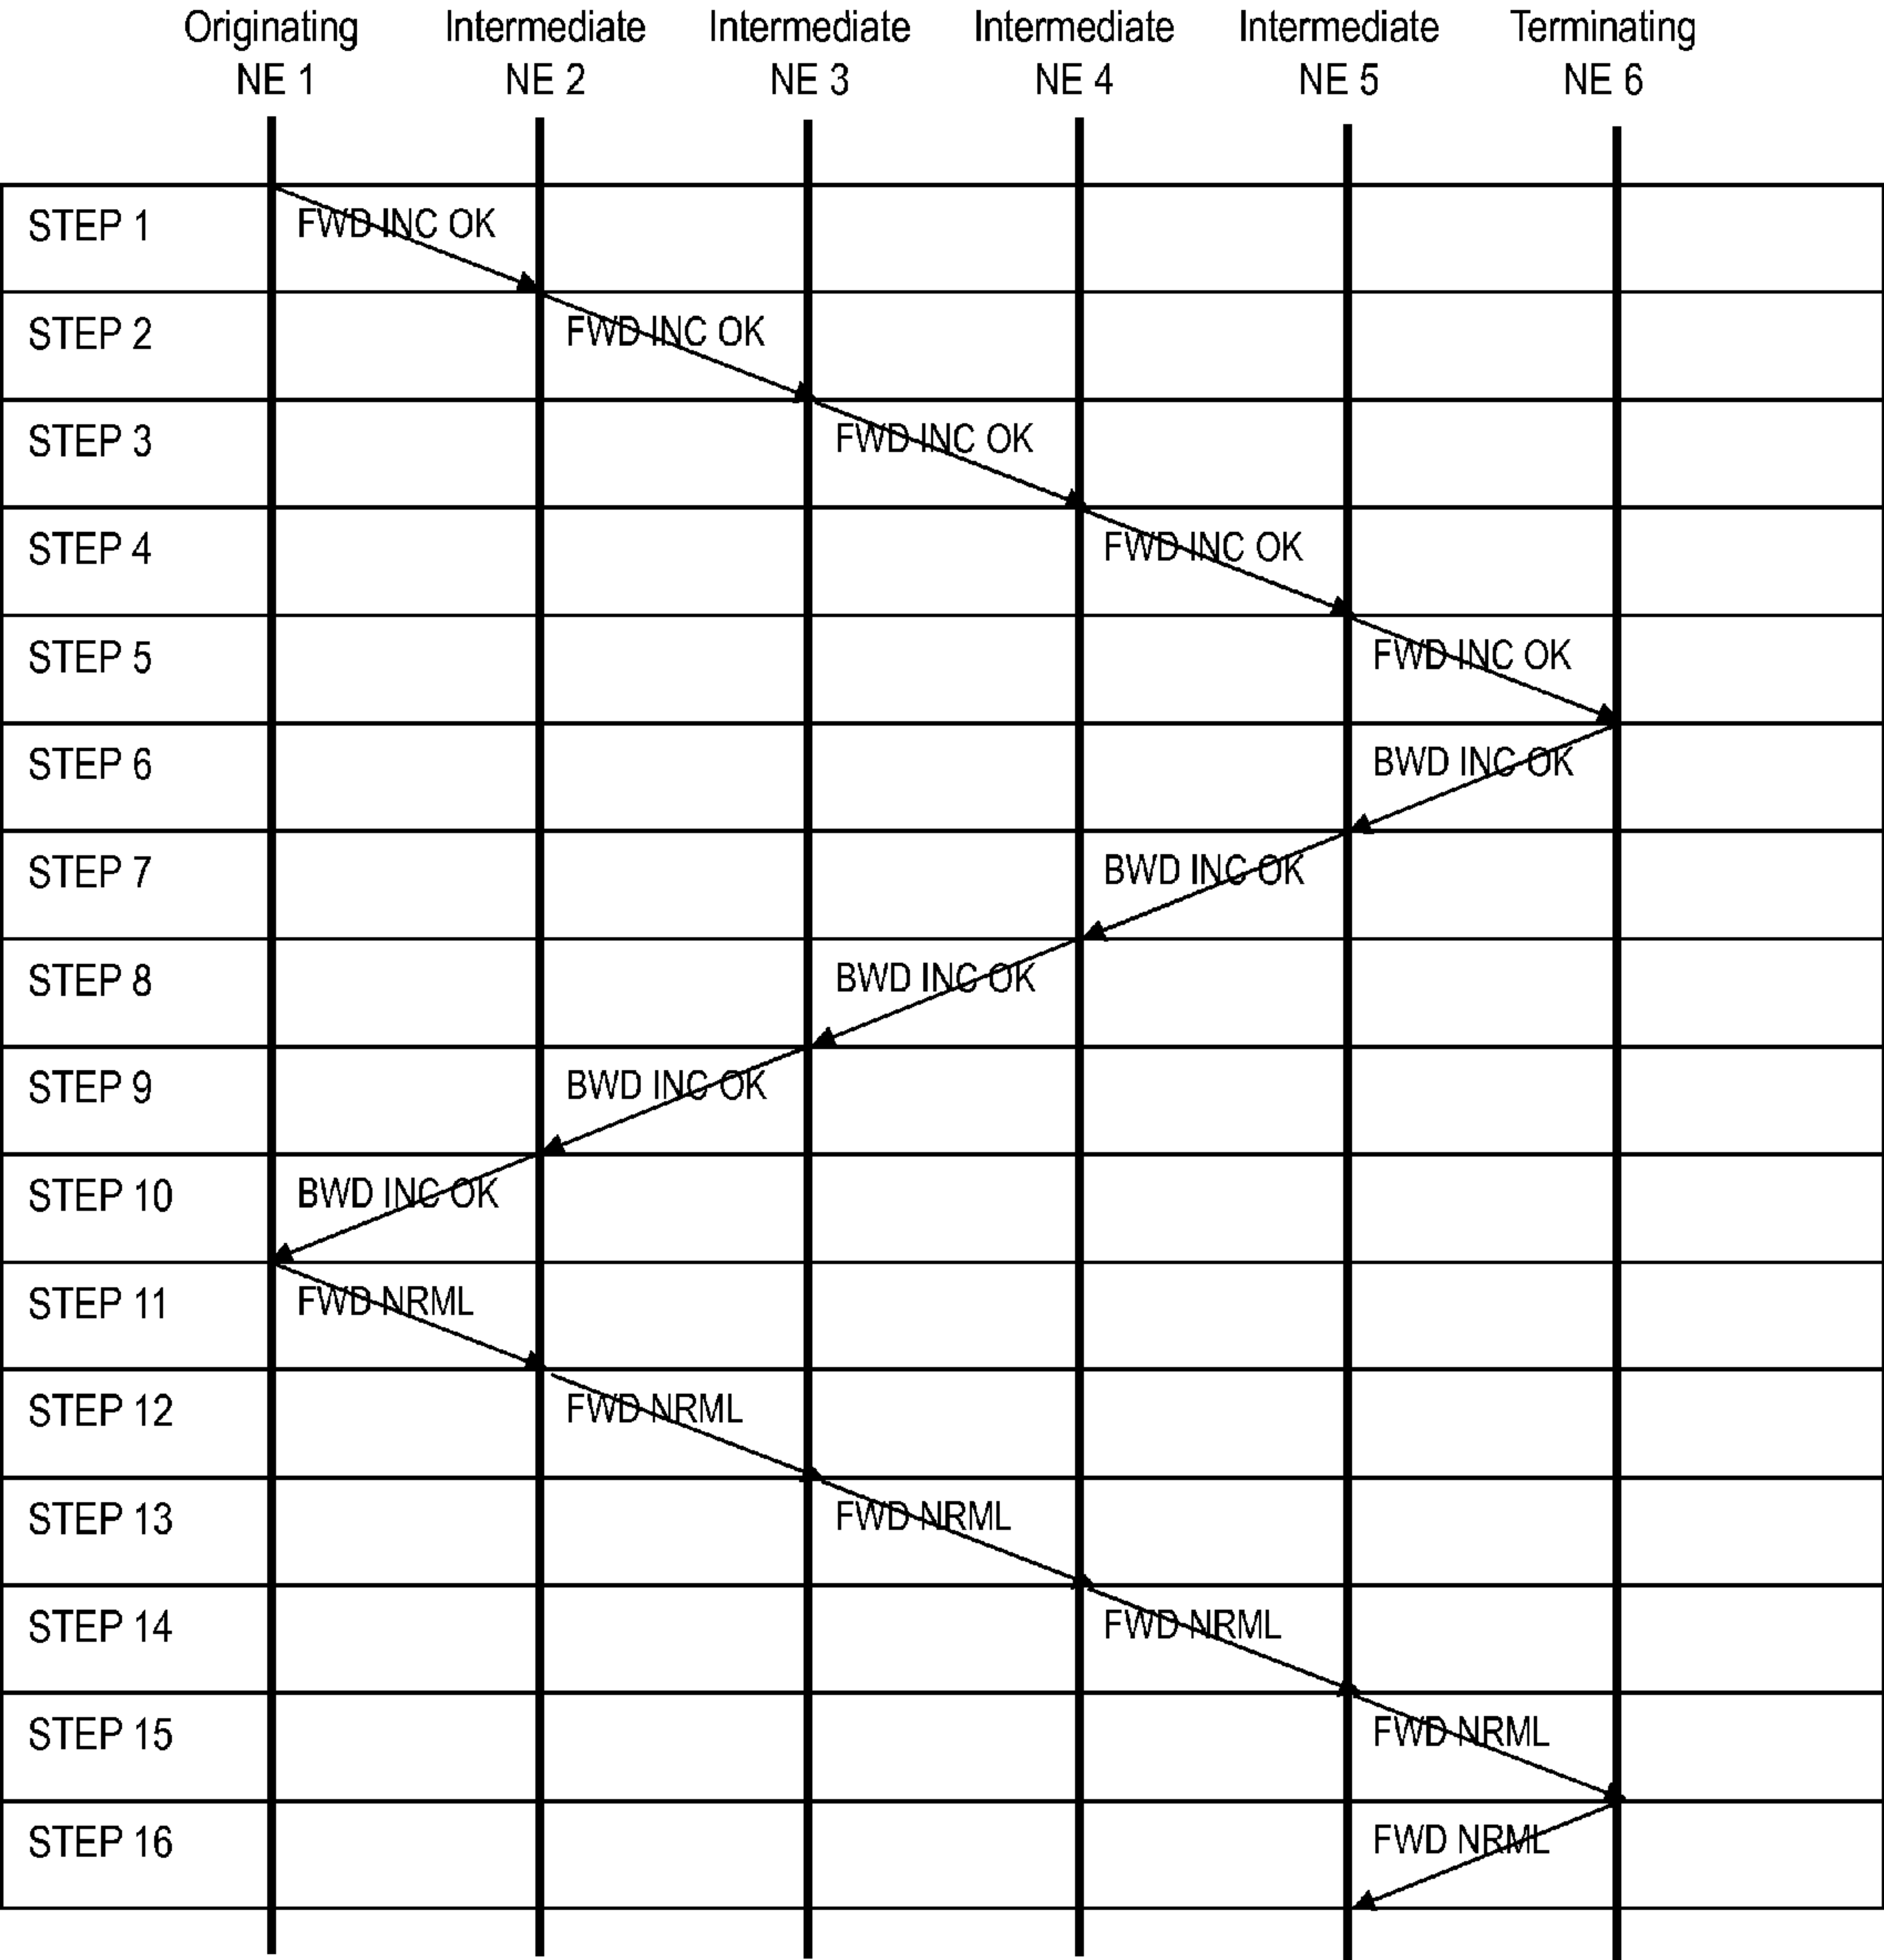 Originating Intermediate Intermediate Intermediate Intermediate Terminating
NE 1 NE 2 NE 3 NE 4 NE 5 NE 6
STEP 1 FWD INC OK
STEP 2 FWD INC OK
STEP 3 FWD INC OK
STEP 4 FWD INC OK
STEP 5 FWD INC OK
STEP 6 BWD INC OK
STEP 7 BWD INC OK
STEP 8 BWD INC OK
STEP 9 BWD INC OK
STEP 10 BWD INC OK
STEP 11 FWD NRML
STEP 12 FWD NRML
STEP 13 FWD NRML
STEP 14 FWD NRML
STEP 15 FWD NRML
STEP 16 FWD NRML